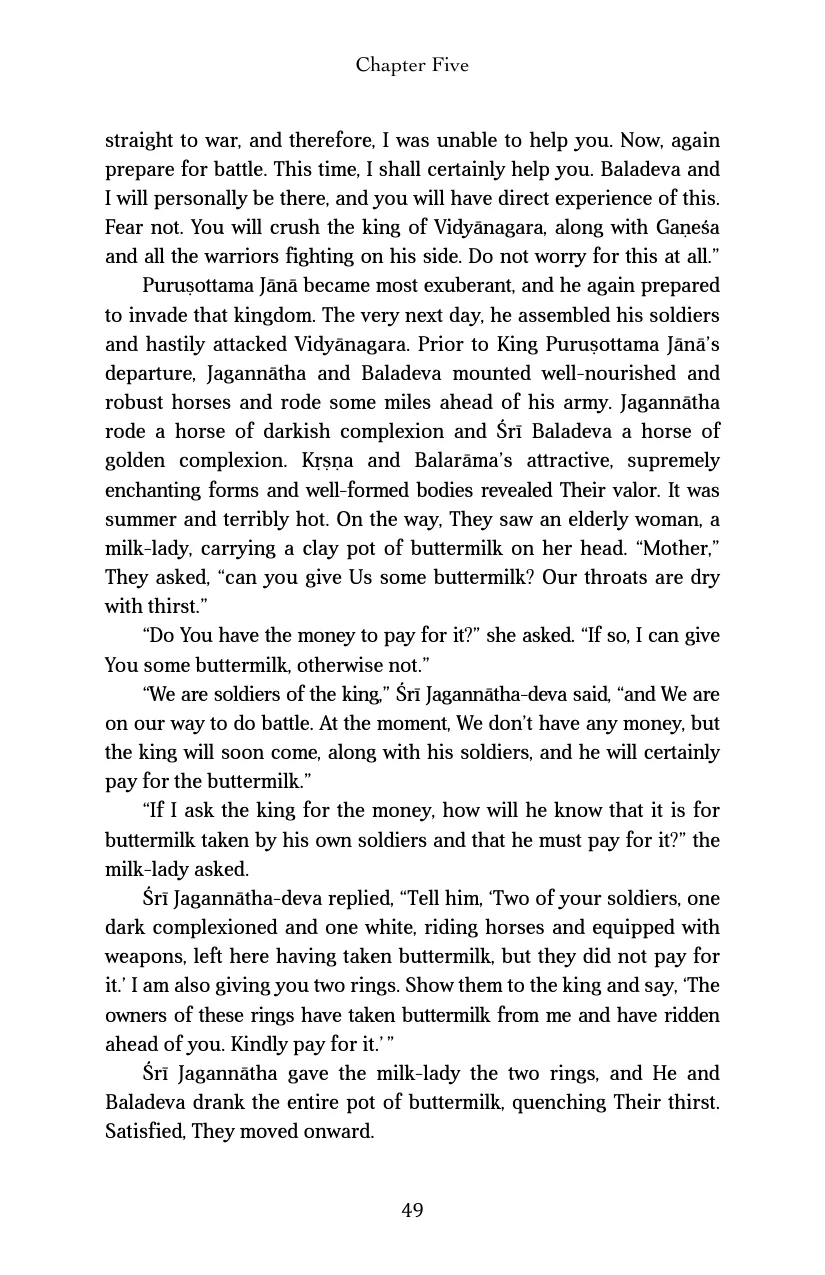 Chapter Five
straight to war, and therefore, I was unable to help you. Now, again
prepare for battle. This time, I shall certainly help you. Baladeva and
I will personally be there, and you will have direct experience of this.
Fear not. You will crush the king of Vidyānagara, along with Gaṇeśa
and all the warriors fighting on his side. Do not worry for this at all.”
Puruṣottama Jānā became most exuberant, and he again prepared
to invade that kingdom. The very next day, he assembled his soldiers
and hastily attacked Vidyānagara. Prior to King Puruṣottama Jānā’s
departure, Jagannātha and Baladeva mounted well-nourished and
robust horses and rode some miles ahead of his army. Jagannātha
rode a horse of darkish complexion and Śrī Baladeva a horse of
golden complexion. Kṛṣṇa and Balarāma’s attractive, supremely
enchanting forms and well-formed bodies revealed Their valor. It was
summer and terribly hot. On the way, They saw an elderly woman, a
milk-lady, carrying a clay pot of buttermilk on her head. “Mother,”
They asked, “can you give Us some buttermilk? Our throats are dry
with thirst.”
“Do You have the money to pay for it?” she asked. “If so, I can give
You some buttermilk, otherwise not.”
“We are soldiers of the king,” Śrī Jagannātha-deva said, “and We are
on our way to do battle. At the moment, We don’t have any money, but
the king will soon come, along with his soldiers, and he will certainly
pay for the buttermilk.”
“If I ask the king for the money, how will he know that it is for
buttermilk taken by his own soldiers and that he must pay for it?” the
milk-lady asked.
Śrī Jagannātha-deva replied, “Tell him, ‘Two of your soldiers, one
dark complexioned and one white, riding horses and equipped with
weapons, left here having taken buttermilk, but they did not pay for
it.’ I am also giving you two rings. Show them to the king and say, ‘The
owners of these rings have taken buttermilk from me and have ridden
ahead of you. Kindly pay for it.’ ”
Śrī Jagannātha gave the milk-lady the two rings, and He and
Baladeva drank the entire pot of buttermilk, quenching Their thirst.
Satisfied, They moved onward.
49